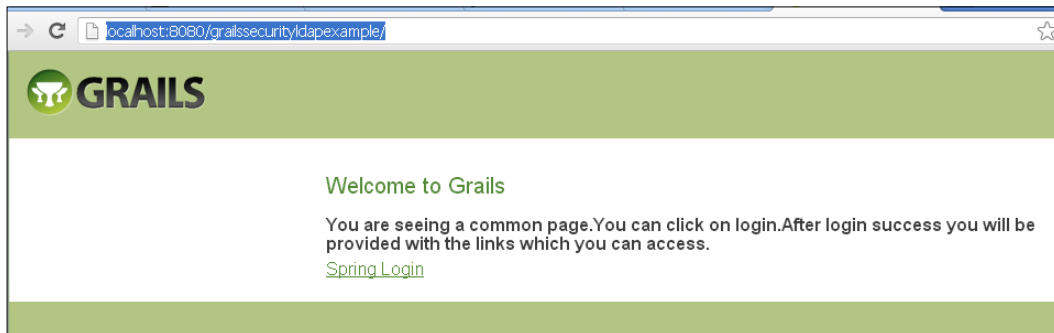 localhost:8080/grailssecurityldapexample/
GRAILS
Welcome to Grails
You are seeing a common page.You can click on login.After login success you will be
provided with the links which you can access.
Spring Login